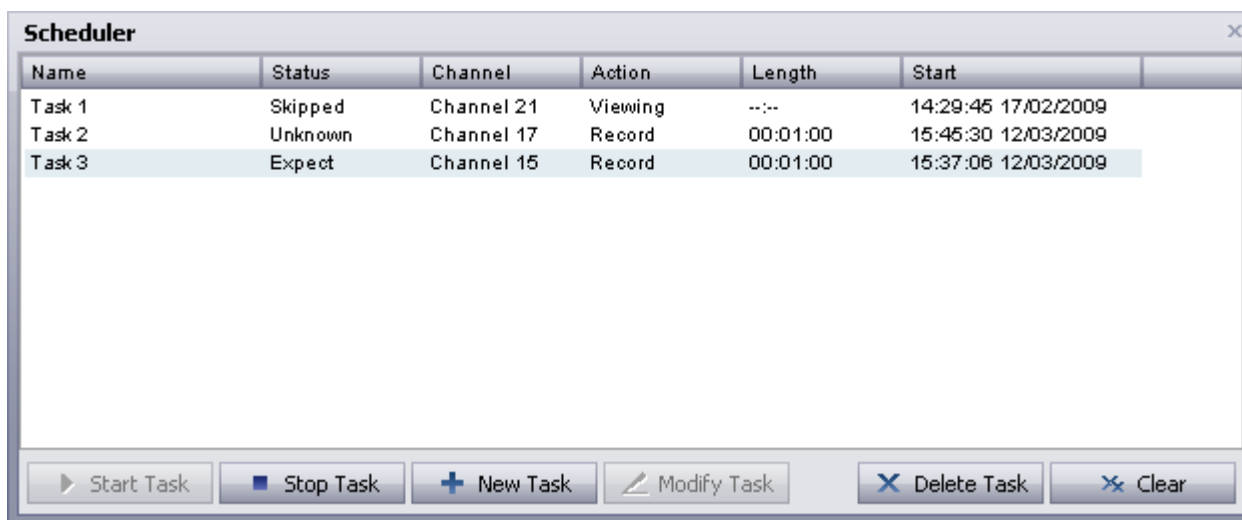 Scheduler
Name Status Channel Action Length Start
Task 1 Skipped Channel 21 Viewing --:-- 14:29:45 17/02/2009
Task 2 Unknown Channel 17 Record 00:01:00 15:45:30 12/03/2009
Task 3 Expect Channel 15 Record 00:01:00 15:37:06 12/03/2009
Start Task Stop Task New Task Modify Task Delete Task Clear